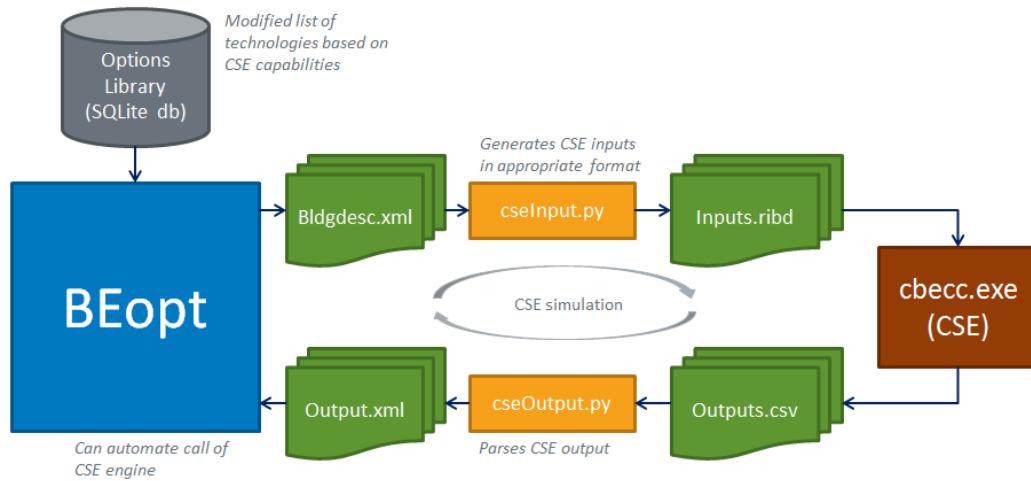 Modified list of
technologies based on
CSE capabilities
Options
Library
(SQLite db)
Generates CSE inputs
in appropriate format
BEopt
Bldgdesc.xml
cseInput.py
Inputs.ribd
cbecc.exe
(CSE)
CSE simulation
Output.xml
cseOutput.py
Outputs.csv
Can automate call of
CSE engine
Parses CSE output